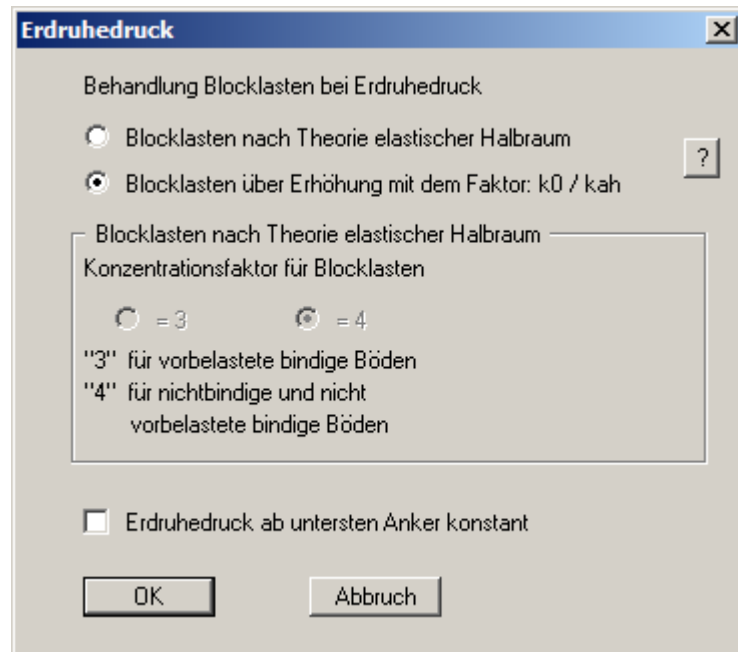 Erdruhedruck
Behandlung Blocklasten bei Erdruhedruck
Blocklasten nach Theorie elastischer Halbraum
?
Blocklasten über Erhöhung mit dem Faktor: k0 / kah
Blocklasten nach Theorie elastischer Halbraum
Konzentrationsfaktor für Blocklasten
= 3 = 4
"3" für vorbelastete bindige Böden
"4" für nichtbindige und nicht
vorbelastete bindige Böden
Erdruhedruck ab untersten Anker konstant
OK Abbruch